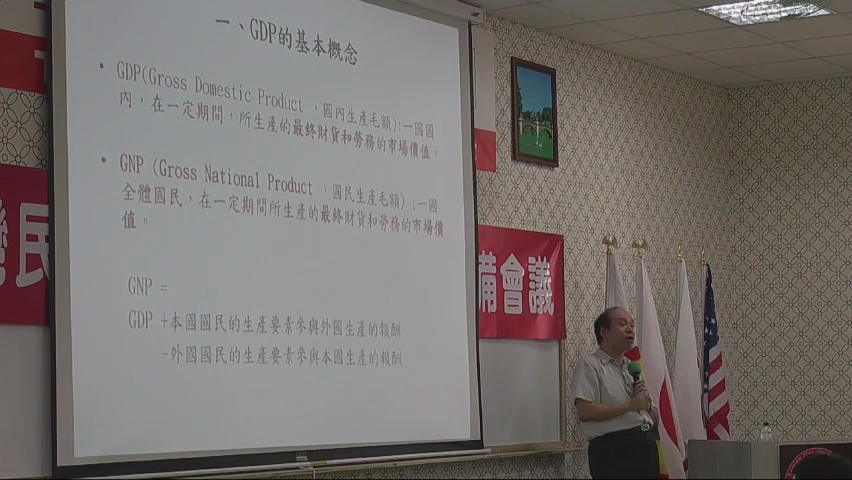 一、GDP的基本概念
• GDP(Gross Domestic Product ，國內生產毛額):一國國
內，在一定期間，所生產的最終財貨和勞務的市場價值。
• GNP (Gross National Product ，國民生產毛額) :一國
全體國民，在一定期間所生產的最終財貨和勞務的市場價
值。
GNP =
GDP +本國國民的生產要素參與外國生產的報酬
-外國國民的生產要素參與本國生產的報酬
民
備會議